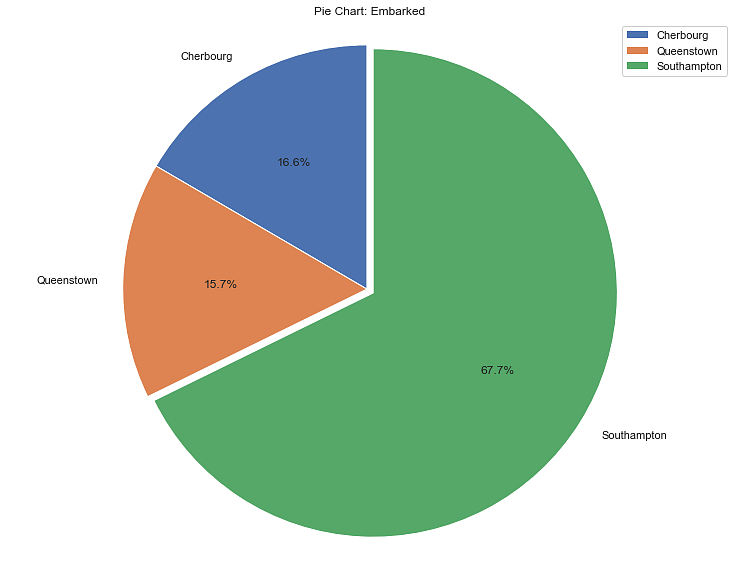 Pie Chart: Embarked
Cherbourg
Queenstown
Southampton
Cherbourg
16.6%
Queenstown
15.7%
67.7%
Southampton